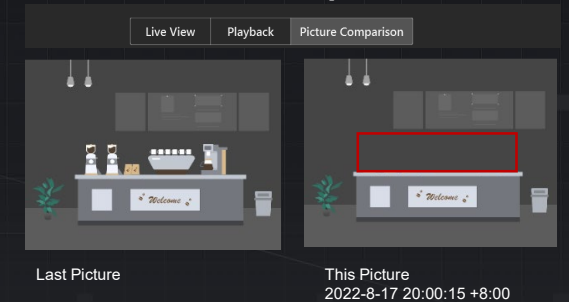 Live View
Playback
Picture Comparison
Welcome
Welcome
Last Picture
This Picture
2022-8-17 20:00:15 +8:00